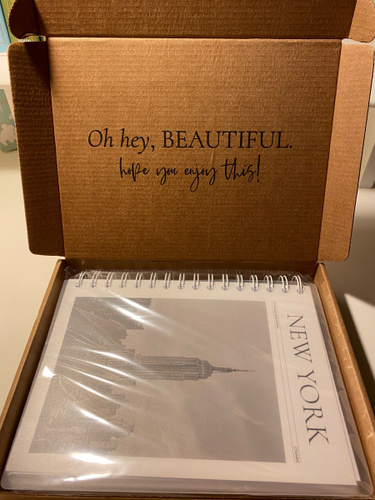 Oh hey, BEAUTIFUL.
hope you enjoy this!
NEW YORK